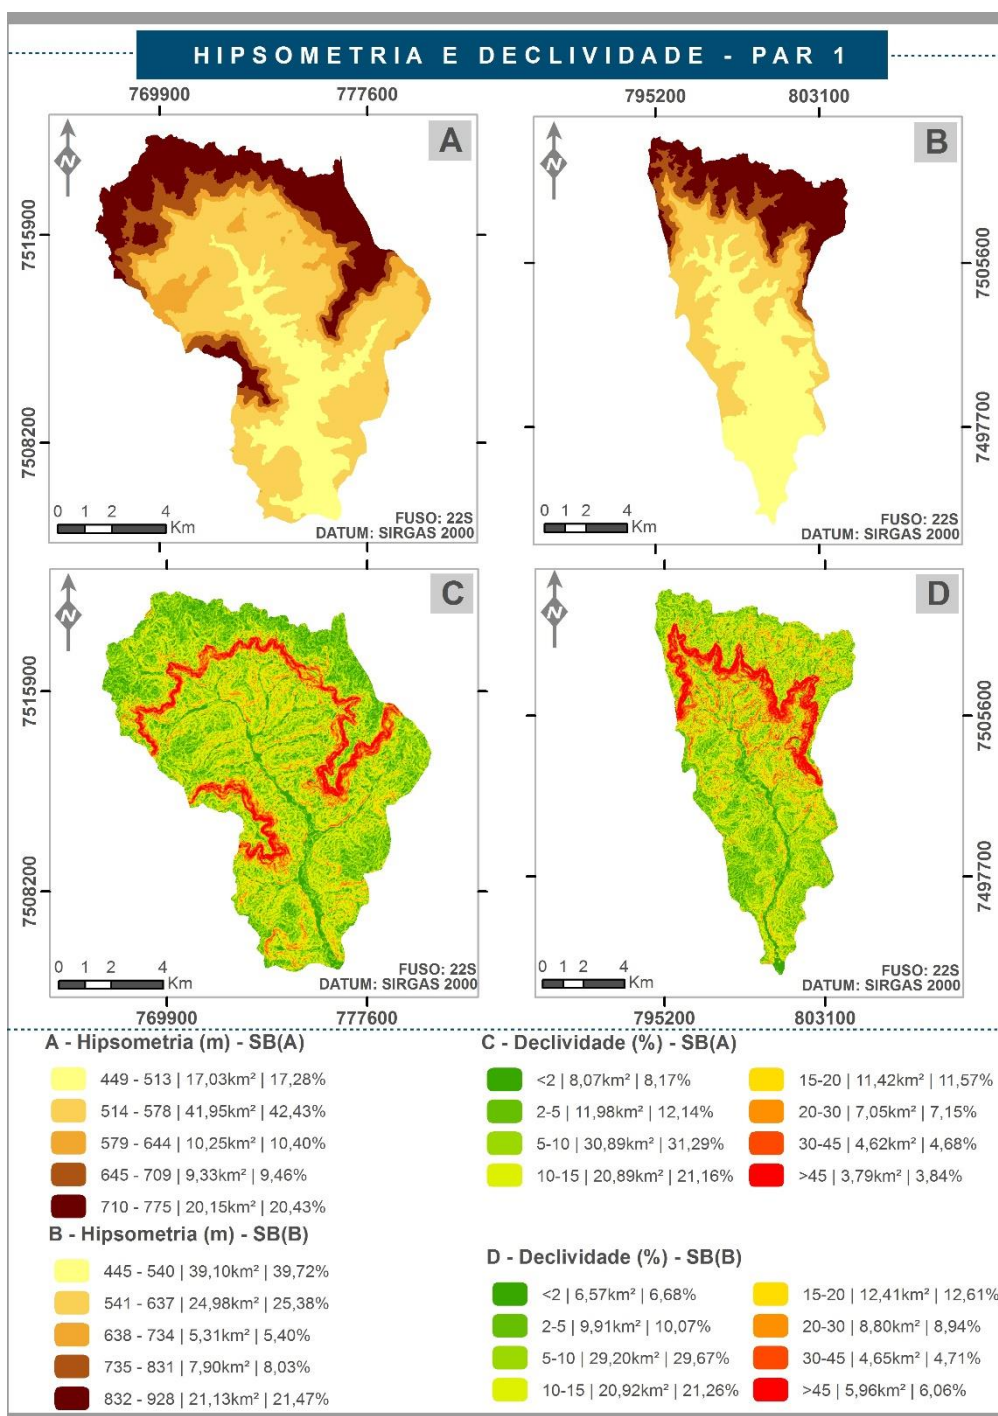 HIPSOMETRIA E DECLIVIDADE - PAR 1
769900 777600
795200 803100
A
B
N
N
7515900
7508200
7505600
7497700
0 1 2 4
Km
FUSO: 22S
DATUM: SIRGAS 2000
0 1 2 4
Km
FUSO: 22S
DATUM: SIRGAS 2000
C
D
N
N
7515900
7508200
7505600
7497700
0 1 2 4
Km
FUSO: 22S
DATUM: SIRGAS 2000
0 1 2 4
Km
FUSO: 22S
DATUM: SIRGAS 2000
769900 777600
795200 803100
A - Hipsometria (m) - SB(A)
449 - 513 | 17,03km² | 17,28%
514 - 578 | 41,95km² | 42,43%
579 - 644 | 10,25km² | 10,40%
645 - 709 | 9,33km² | 9,46%
710 - 775 | 20,15km² | 20,43%
B - Hipsometria (m) - SB(B)
445 - 540 | 39,10km² | 39,72%
541 - 637 | 24,98km² | 25,38%
638 - 734 | 5,31km² | 5,40%
735 - 831 | 7,90km² | 8,03%
832 - 928 | 21,13km² | 21,47%
C - Declividade (%) - SB(A)
<2 | 8,07km² | 8,17%
2-5 | 11,98km² | 12,14%
5-10 | 30,89km² | 31,29%
10-15 | 20,89km² | 21,16%
15-20 | 11,42km² | 11,57%
20-30 | 7,05km² | 7,15%
30-45 | 4,62km² | 4,68%
>45 | 3,79km² | 3,84%
D - Declividade (%) - SB(B)
<2 | 6,57km² | 6,68%
2-5 | 9,91km² | 10,07%
5-10 | 29,20km² | 29,67%
10-15 | 20,92km² | 21,26%
15-20 | 12,41km² | 12,61%
20-30 | 8,80km² | 8,94%
30-45 | 4,65km² | 4,71%
>45 | 5,96km² | 6,06%